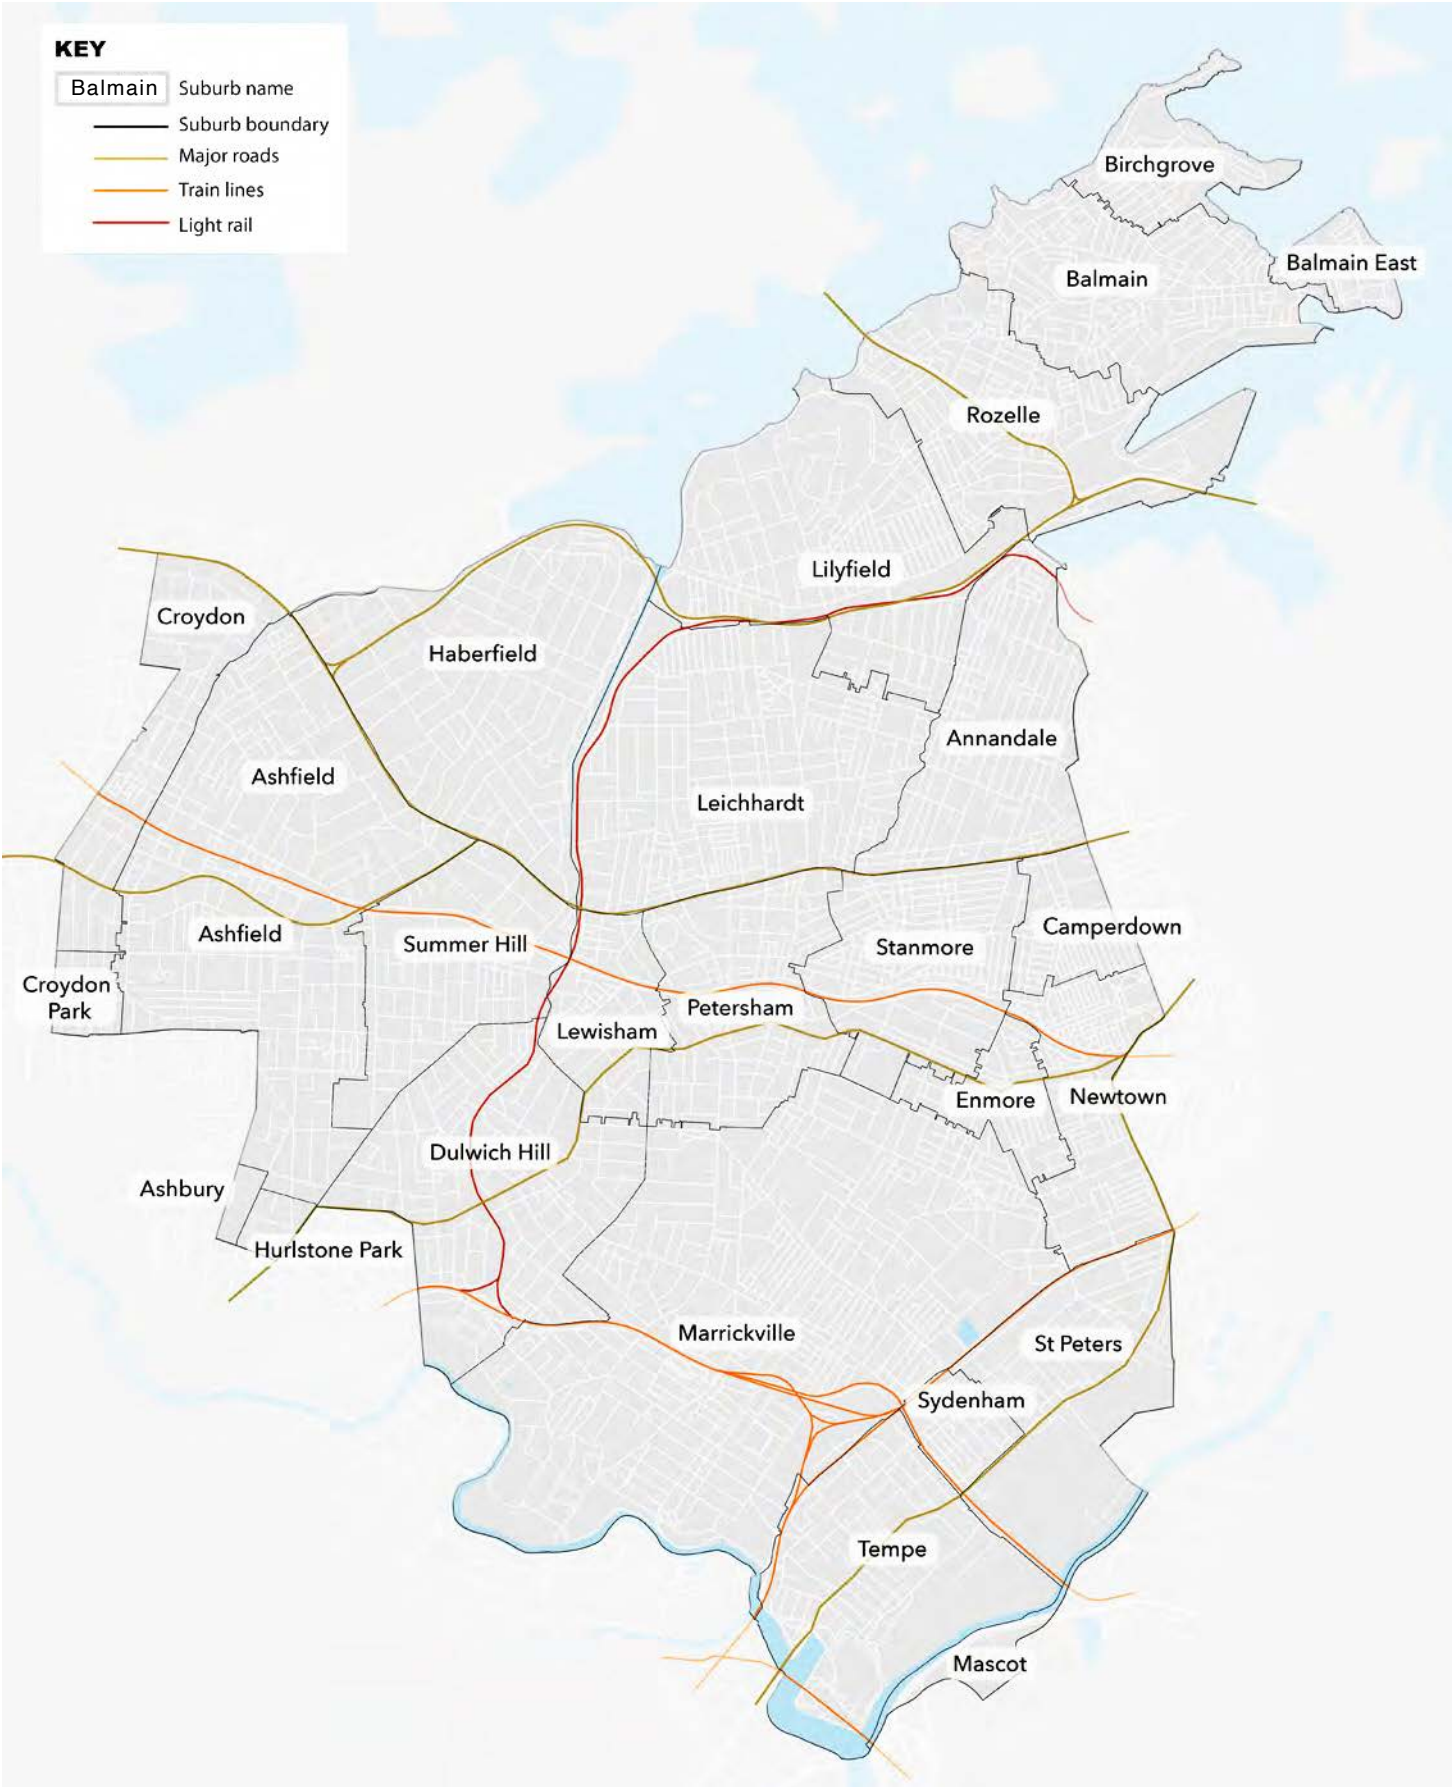 KEY
Balmain Suburb name
Suburb boundary
Major roads
Train lines
Light rail
Birchgrove
Balmain East
Balmain
Rozelle
Lilyfield
Croydon
Haberfield
Annandale
Ashfield
Leichhardt
Camperdown
Ashfield
Summer Hill
Stanmore
Croydon
Park
Petersham
Lewisham
Enmore
Newtown
Dulwich Hill
Ashbury
Hurlstone Park
Marrickville
St Peters
Sydenham
Tempe
Mascot